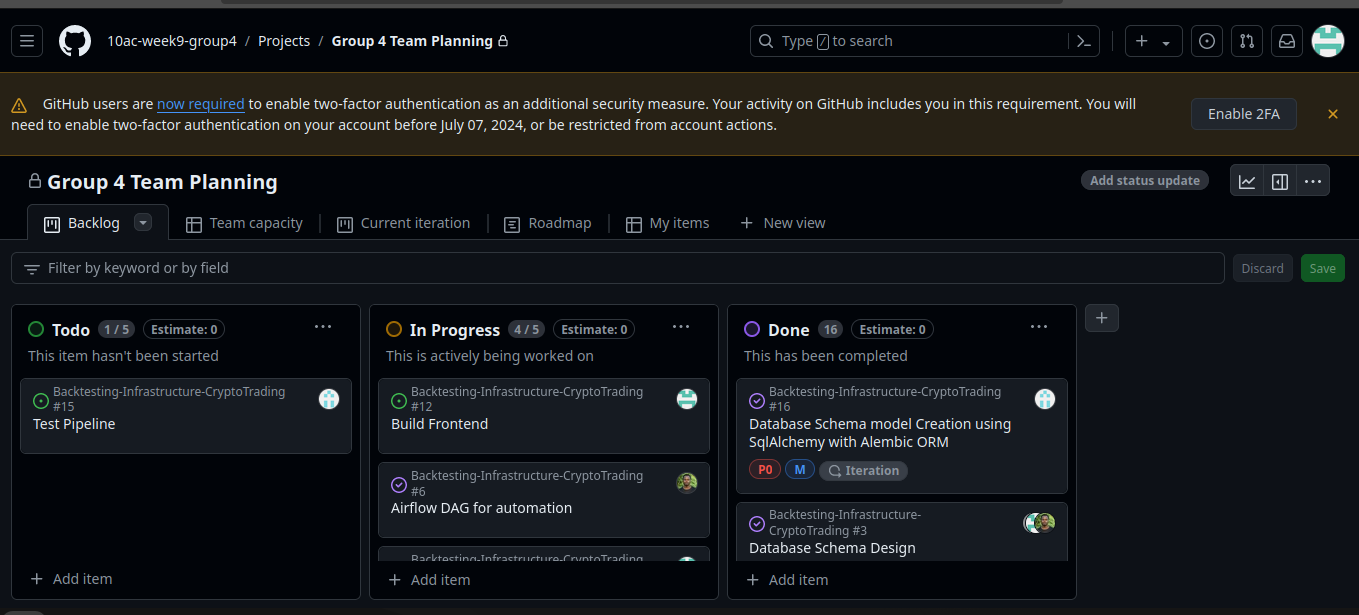 10ac-week9-group4 / Projects / Group 4 Team Planning
Type / to search
GitHub users are now required to enable two-factor authentication as an additional security measure. Your activity on GitHub includes you in this requirement. You will
need to enable two-factor authentication on your account before July 07, 2024, or be restricted from account actions.
Enable 2FA
Group 4 Team Planning
Add status update
Backlog
Team capacity
Current iteration
Roadmap
My items
New view
Filter by keyword or by field
Discard
Save
Todo 1 / 5 Estimate: 0
This item hasn't been started
Backtesting-Infrastructure-CryptoTrading
#15
Test Pipeline
Add item
In Progress 4 / 5 Estimate: 0
This is actively being worked on
Backtesting-Infrastructure-CryptoTrading
#12
Build Frontend
Backtesting-Infrastructure-CryptoTrading
#6
Airflow DAG for automation
Backtesting-Infrastructure-CryptoTrading
Add item
Done 16 Estimate: 0
This has been completed
Backtesting-Infrastructure-CryptoTrading
#16
Database Schema model Creation using
SqlAlchemy with Alembic ORM
P0 M Iteration
Backtesting-Infrastructure-
CryptoTrading #3
Database Schema Design
Add item